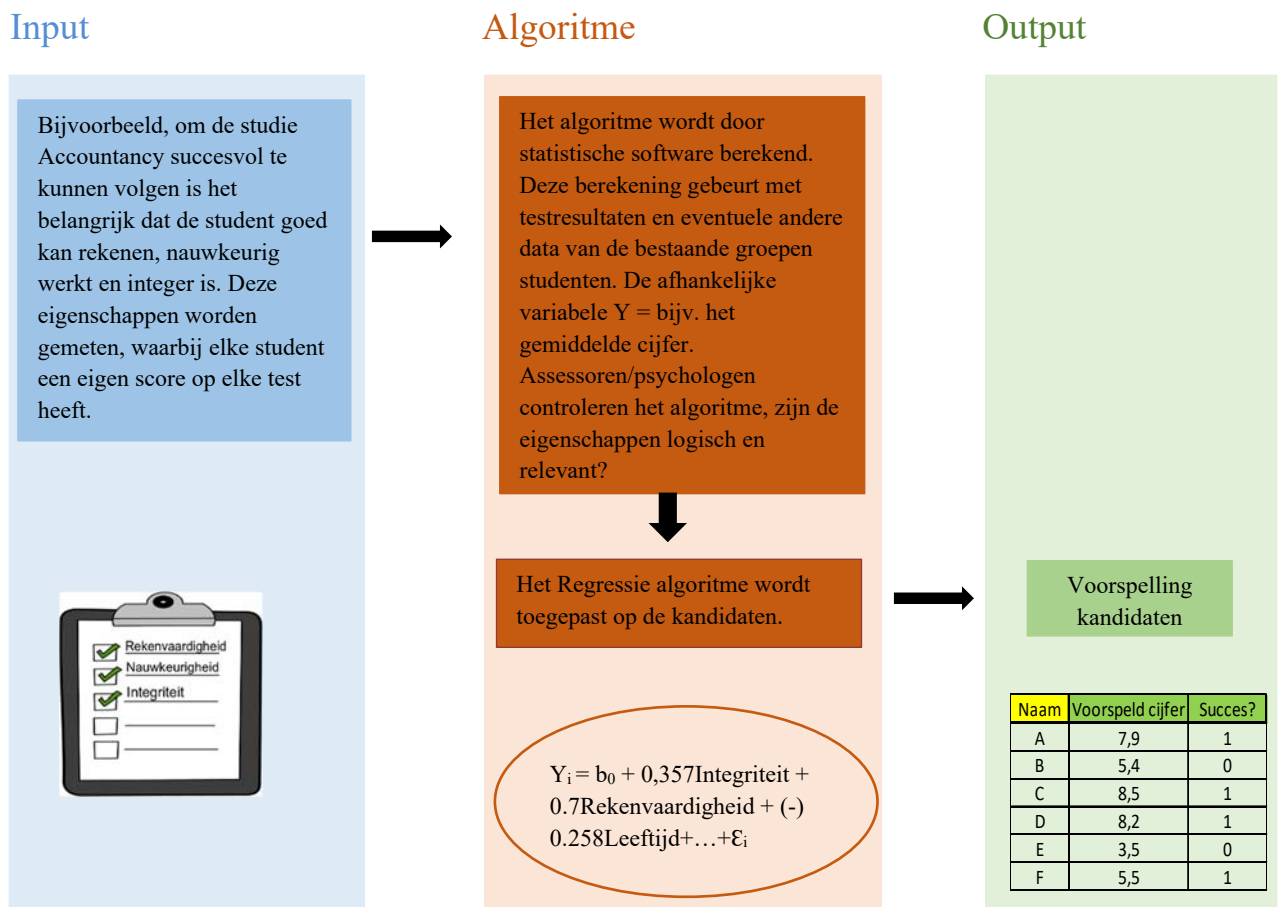 Input
Bijvoorbeeld, om de studie
Accountancy succesvol te
kunnen volgen is het
belangrijk dat de student goed
kan rekenen, nauwkeurig
werkt en integer is. Deze
eigenschappen worden
gemeten, waarbij elke student
een eigen score op elke test
heeft.
Rekenvaardigheid
Nauwkeurigheid
Integriteit
Algoritme
Het algoritme wordt door
statistische software berekend.
Deze berekening gebeurt met
testresultaten en eventuele andere
data van de bestaande groepen
studenten. De afhankelijke
variabele Y = bijv. het
gemiddelde cijfer.
Assessoren/psychologen
controleren het algoritme, zijn de
eigenschappen logisch en
relevant?
Het Regressie algoritme wordt
toegepast op de kandidaten.
Yᵢ = b₀ + 0,357Integriteit +
0.7Rekenvaardigheid + (-)
0.258Leeftijd+…+Ɛᵢ
Output
Voorspelling
kandidaten
Naam Voorspeld cijfer Succes?
A 7,9 1
B 5,4 0
C 8,5 1
D 8,2 1
E 3,5 0
F 5,5 1